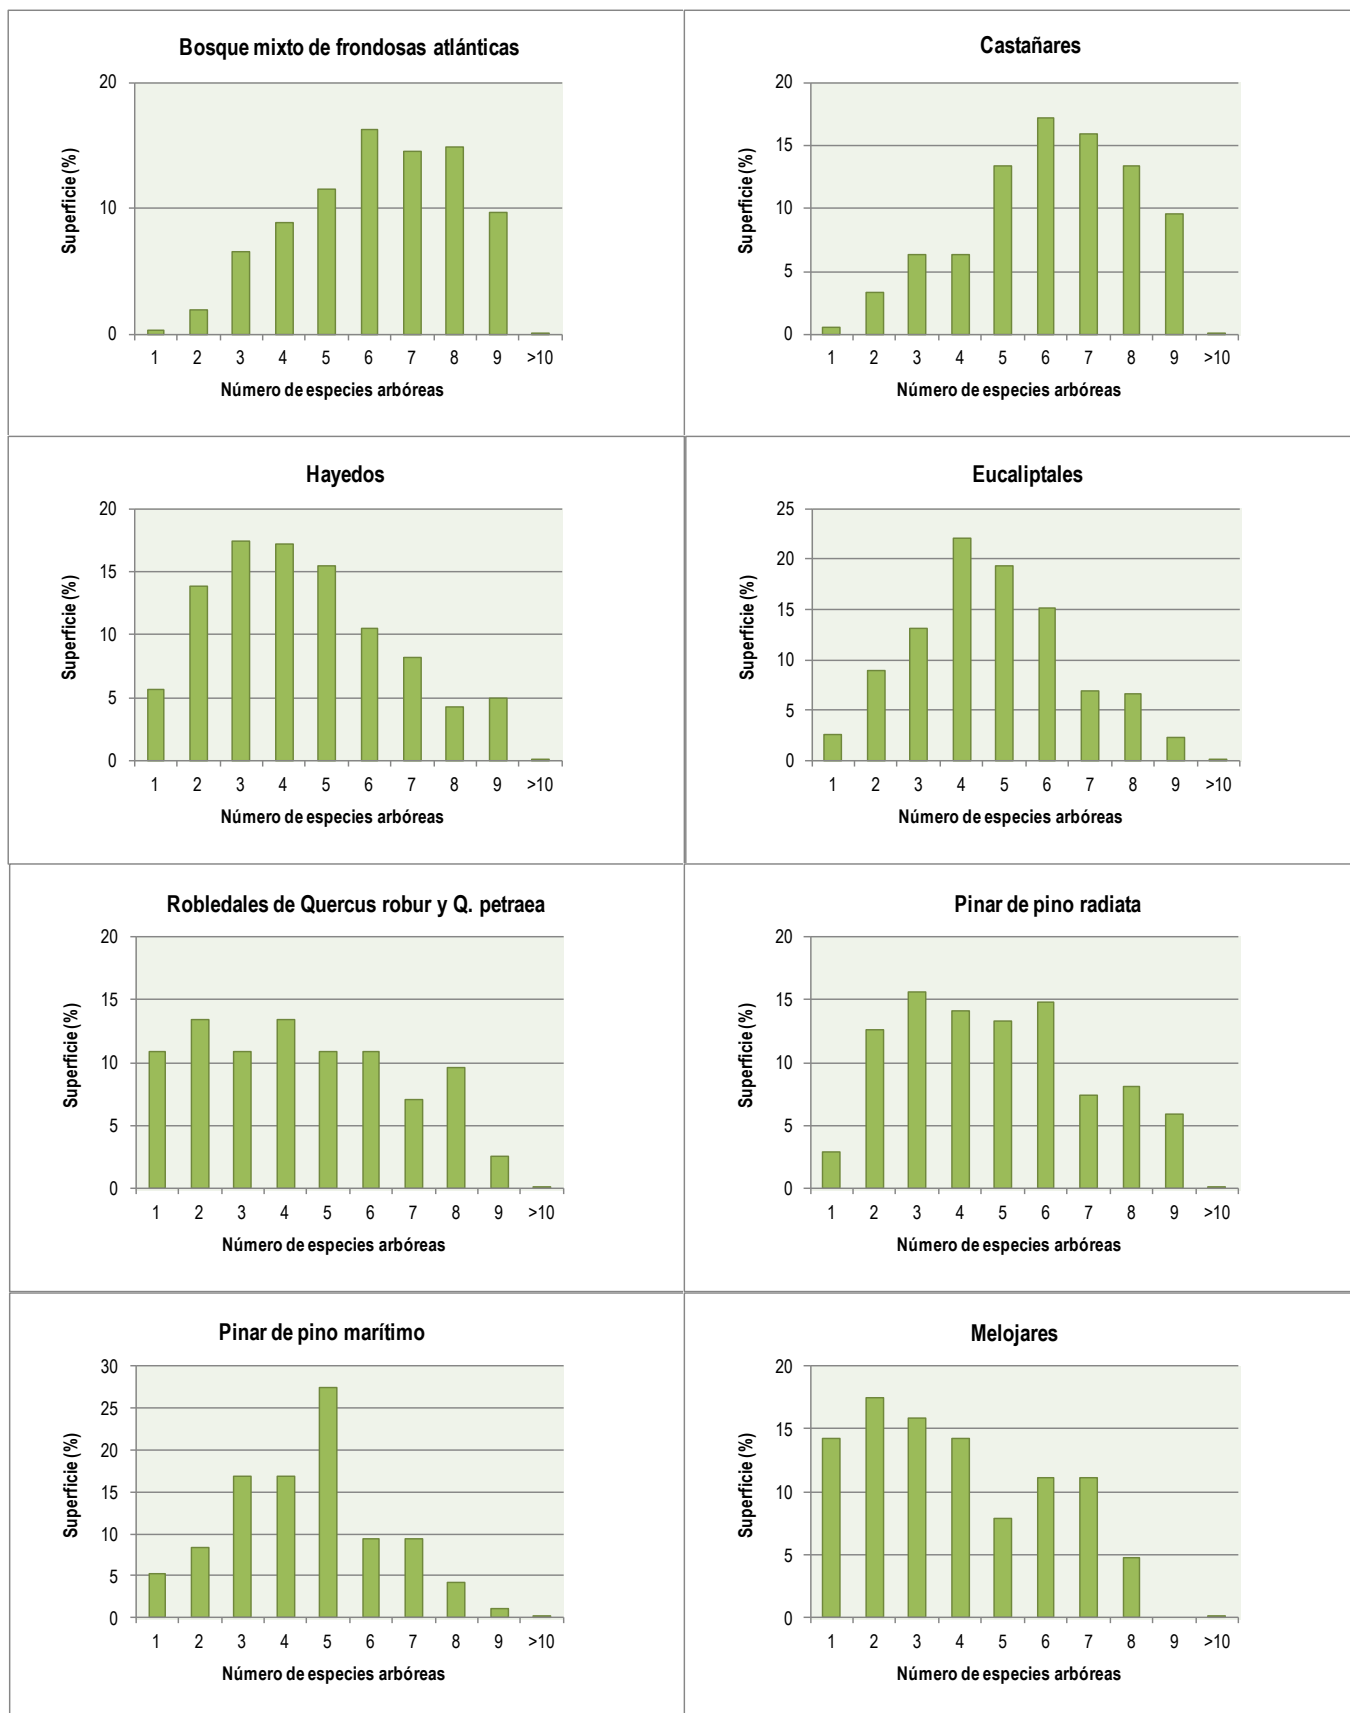 Bosque mixto de frondosas atlánticas
20
10
0
Superficie (%)
1 2 3 4 5 6 7 8 9 >10
Número de especies arbóreas
Castañares
20
15
10
5
0
Superficie (%)
1 2 3 4 5 6 7 8 9 >10
Número de especies arbóreas
Hayedos
20
15
10
5
0
Superficie (%)
1 2 3 4 5 6 7 8 9 >10
Número de especies arbóreas
Eucaliptales
25
20
15
10
5
0
Superficie (%)
1 2 3 4 5 6 7 8 9 >10
Número de especies arbóreas
Robledales de Quercus robur y Q. petraea
20
15
10
5
0
Superficie (%)
1 2 3 4 5 6 7 8 9 >10
Número de especies arbóreas
Pinar de pino radiata
20
15
10
5
0
Superficie (%)
1 2 3 4 5 6 7 8 9 >10
Número de especies arbóreas
Pinar de pino marítimo
30
25
20
15
10
5
0
Superficie (%)
1 2 3 4 5 6 7 8 9 >10
Número de especies arbóreas
Melojares
20
15
10
5
0
Superficie (%)
1 2 3 4 5 6 7 8 9 >10
Número de especies arbóreas